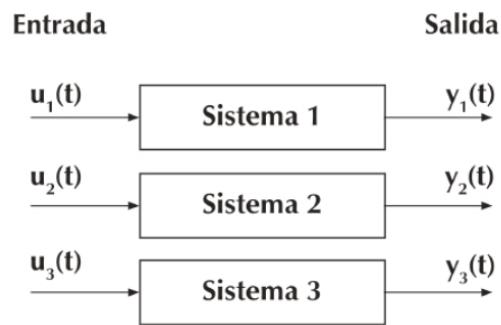 Entrada Salida
u₁(t) Sistema 1 y₁(t)
u₂(t) Sistema 2 y₂(t)
u₃(t) Sistema 3 y₃(t)